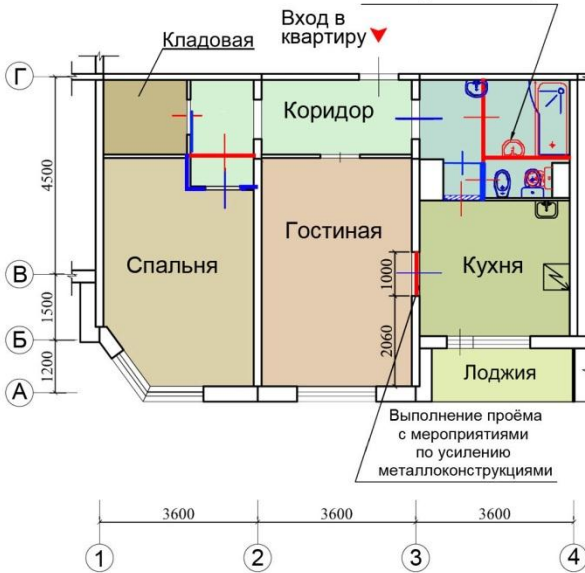 Вход в
квартиру
Кладовая
Коридор
Г
4500
Гостиная
Спальня
Кухня
В
1000
1500
2060
Б
1200
Лоджия
А
Выполнение проёма
с мероприятиями
по усилению
металлоконструкциями
3600
3600
3600
1
2
3
4